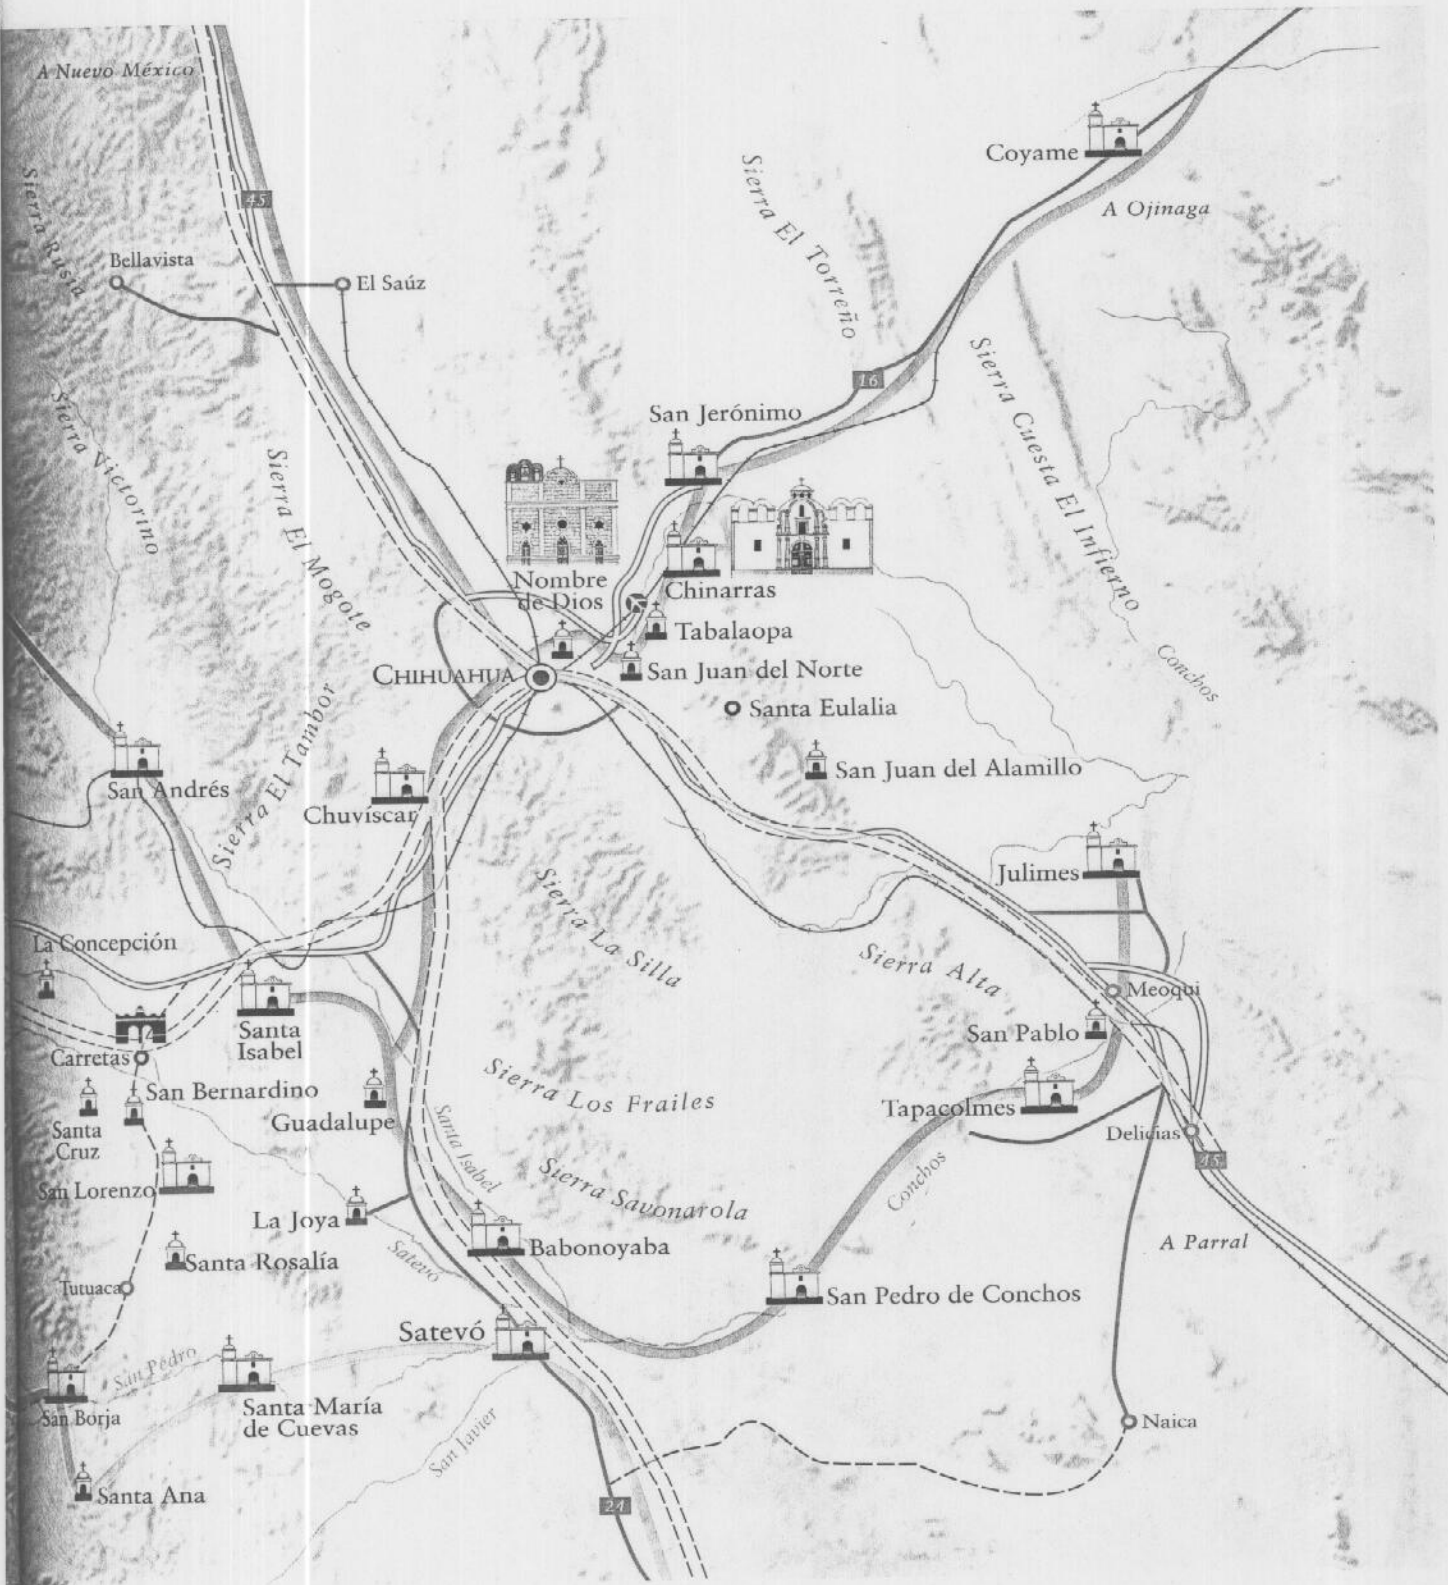 A Nuevo México
Coyame
Sierra Rusia
Sierra El Torreño
45
A Ojinaga
Bellavista
El Saúz
Sierra Cuesta El Infierno
16
San Jerónimo
Sierra Victorino
Sierra El Mogote
Nombre
de Dios
Chinarras
Tabalaopa
CHIHUAHUA
San Juan del Norte
Conchos
Santa Eulalia
San Juan del Alamillo
San Andrés
Sierra El Tambor
Chuvíscar
Julimes
Sierra La Silla
La Concepción
Sierra Alta
Meoqui
Santa
Isabel
San Pablo
Carretas
San Bernardino
Sierra Los Frailes
Tapacolmes
Guadalupe
Santa
Cruz
Santa Isabel
Delicias
45
San Lorenzo
Sierra Savonarola
Conchos
La Joya
Babonoyaba
Satevó
Santa Rosalía
A Parral
Tutuaca
San Pedro de Conchos
Satevó
San Pedro
San Borja
Santa María
de Cuevas
San Javier
Naica
Santa Ana
24